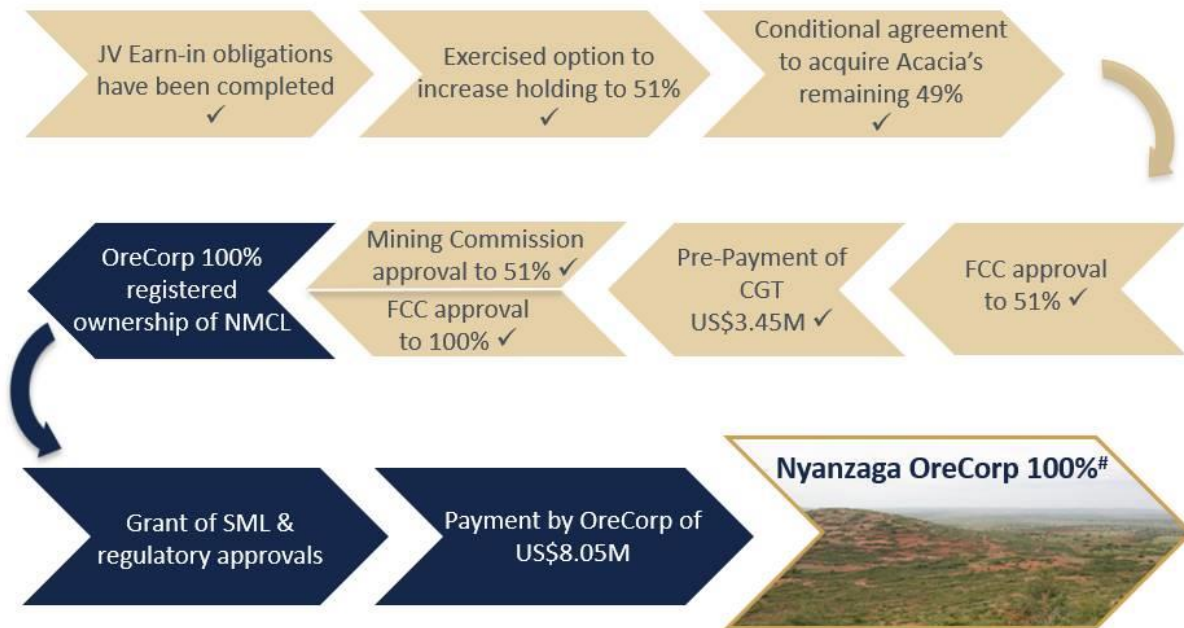 JV Earn-in obligations
have been completed
✓
Exercised option to
increase holding to 51%
✓
Conditional agreement
to acquire Acacia's
remaining 49%
✓
FCC approval
to 51% ✓
Pre-Payment of
CGT
US$3.45M ✓
Mining Commission
approval to 51% ✓
FCC approval
to 100% ✓
OreCorp 100%
registered
ownership of NMCL
Grant of SML &
regulatory approvals
Payment by OreCorp of
US$8.05M
Nyanzaga OreCorp 100%#